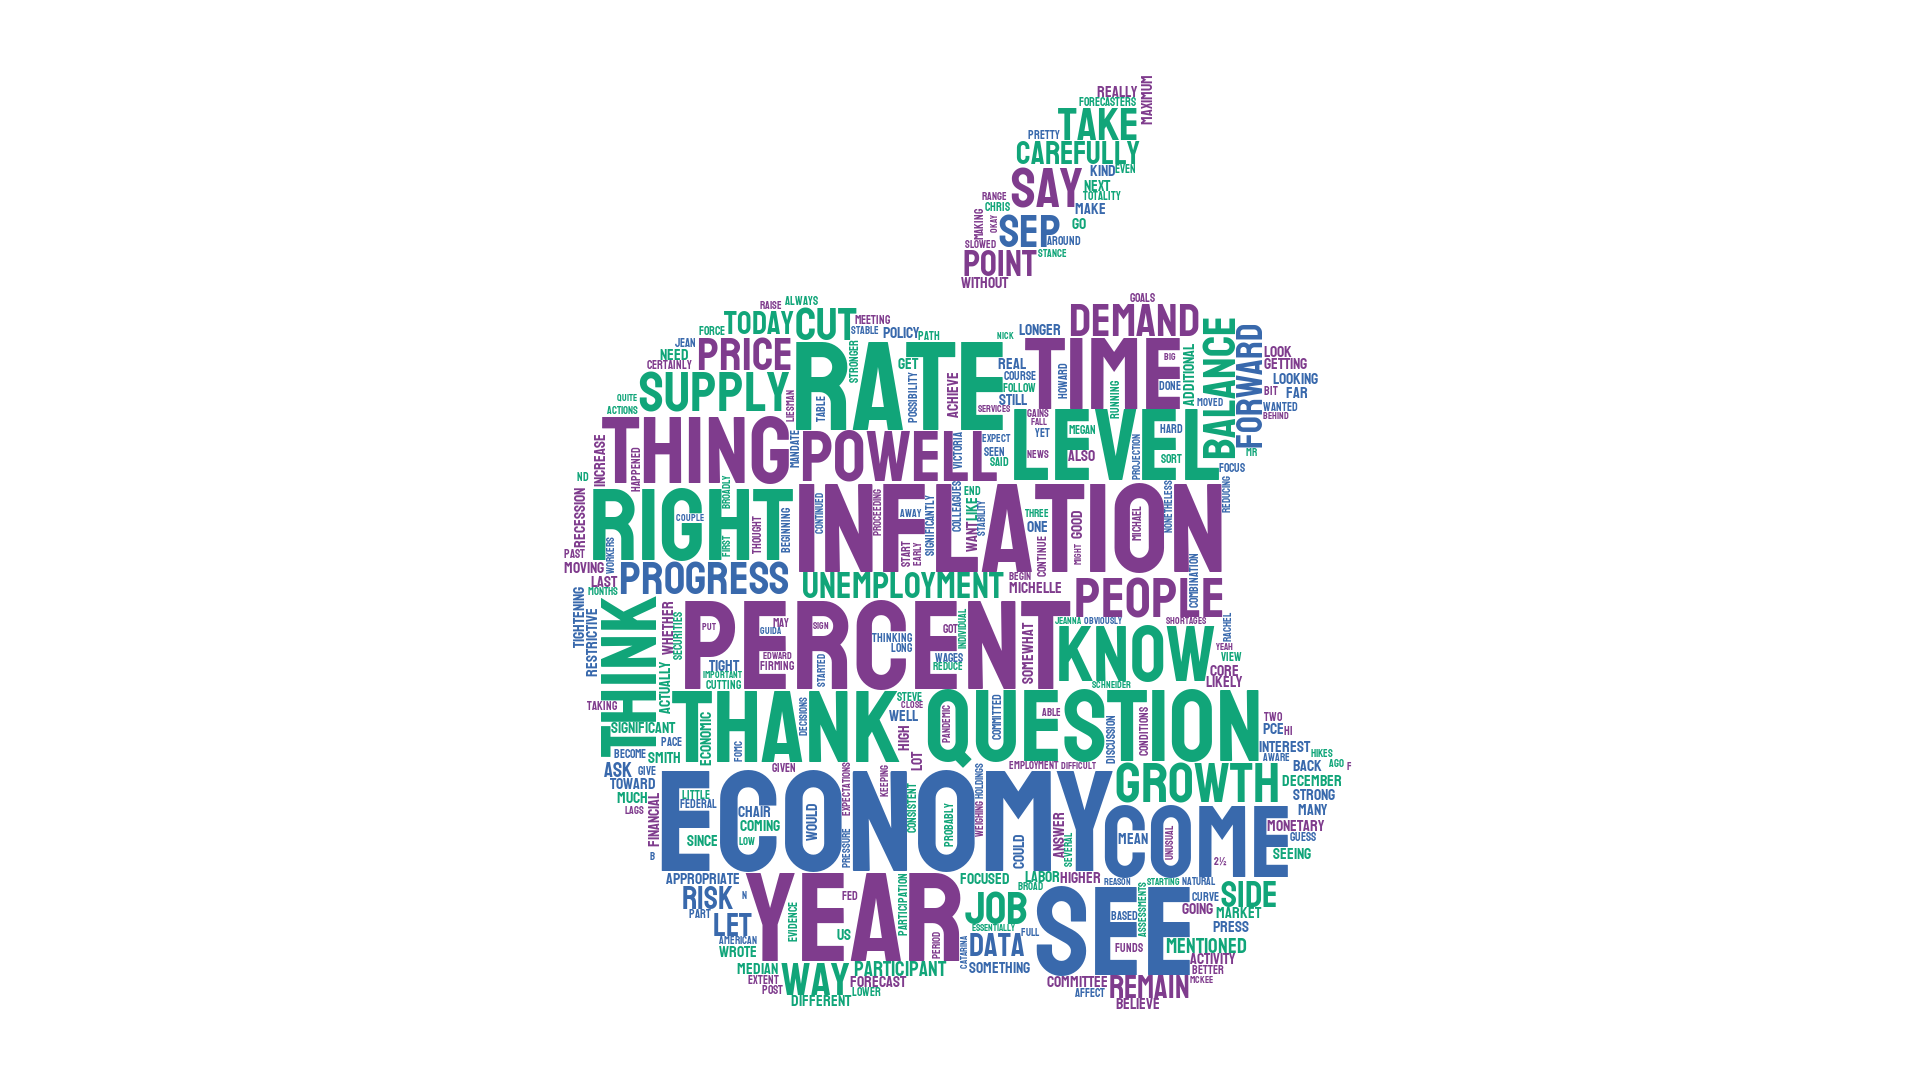 MAXIMUM
REALLY
FORECASTERS
TAKE
PRETTY
CAREFULLY
KIND
EVEN
SAY
NEXT
RANGE
TOTALITY
CHRIS
MAKE
MAKING
OKAY
SEP
GO
SLOWED
AROUND
POINT
STANCE
WITHOUT
GOALS
RAISE
ALWAYS
TODAY
CUT
MEETING
DEMAND
FORCE
STABLE
POLICY
PATH
NICK
LONGER
BALANCE
FORWARD
JEAN
PRICE
NEED
CERTAINLY
RATE
STRONGER
GET
REAL
TIME
BIG
ADDITIONAL
LOOK
GETTING
SUPPLY
POSSIBILITY
ACHIEVE
COURSE
FOLLOW
HOWARD
RUNNING
DONE
LOOKING
QUITE
ACTIONS
LIESMAN
TABLE
STILL
SERVICES
MOVED
BIT
FAR
WANTED
BEHIND
THING
POWELL
GAINS
FALL
LEVEL
YET
MEGAN
HARD
INCREASE
HAPPENED
MANDATE
VICTORIA
EXPECT
SEEN
SAID
NEWS
ALSO
PROJECTION
SORT
MR
FOCUS
ND
RIGHT
BROADLY
COUPLE
FIRST
THOUGHT
BEGINNING
INFLATION
CONTINUED
PROCEEDING
AWAY
SIGNIFICANTLY
COLLEAGUES
END
LIKE
WANT
STABILITY
THREE
ONE
GOOD
MICHAEL
NONETHELESS
REDUCING
RECESSION
START
EARLY
CONTINUE
MIGHT
PAST
MOVING
WORKERS
LAST
MONTHS
PROGRESS
UNEMPLOYMENT
BEGIN
MICHELLE
PEOPLE
COMBINATION
TIGHTENING
RESTRICTIVE
THINK
WHETHER
SECURITIES
PERCENT
PUT
MAY
GUIDA
SIGN
THINKING
LONG
GOT
INDIVIDUAL
SOMEWHAT
JEANNA
OBVIOUSLY
SHORTAGES
RACHEL
KNOW
YEAH
VIEW
TIGHT
IMPORTANT
CUTTING
EDWARD
FIRMING
STARTED
WAGES
REDUCE
CORE
LIKELY
SCHNEIDER
ACTUALLY
TAKING
SIGNIFICANT
THANK
STEVE
CLOSE
WELL
QUESTION
PANDEMIC
COMMITTED
ABLE
DISCUSSION
CONDITIONS
TWO
PCE
HI
ECONOMIC
PACE
FOMC
DECISIONS
HIGH
LOT
BECOME
SMITH
INTEREST
AWARE
HIKES
ASK
GIVE
GIVEN
EMPLOYMENT
DIFFICULT
BACK
AGO
F
TOWARD
MUCH
LAGS
FINANCIAL
LITTLE
FEDERAL
ECONOMY
CHAIR
COMING
LOW
WOULD
EXPECTATIONS
PRESSURE
KEEPING
CONSISTENT
PROBABLY
HOLDINGS
WEIGHING
COULD
ANSWER
SEVERAL
GROWTH
DECEMBER
STRONG
MANY
COME
MEAN
UNUSUAL
2½
MONETARY
GUESS
SEEING
SINCE
B
APPROPRIATE
RISK
N
PART
LET
AMERICAN
WROTE
YEAR
EVIDENCE
US
FED
PARTICIPATION
PERIOD
FOCUSED
LABOR
HIGHER
BROAD
REASON
STARTING
NATURAL
JOB
ESSENTIALLY
FULL
SEE
BASED
ASSESSMENTS
CURVE
SIDE
GOING
MARKET
PRESS
CATARINA
DATA
SOMETHING
FUNDS
MENTIONED
ACTIVITY
BETTER
MEDIAN
EXTENT
POST
WAY
PARTICIPANT
FORECAST
LOWER
DIFFERENT
COMMITTEE
AFFECT
REMAIN
MCKEE
BELIEVE